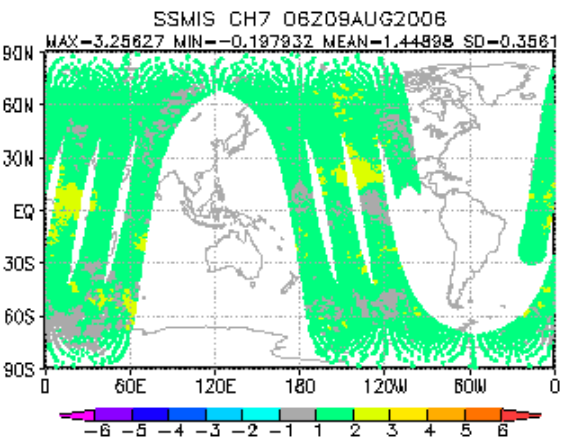 SSMIS CH7 06Z09AUG2006
MAX=3.25627 MIN=-0.197932 MEAN=1.44898 SD=0.3561
90N
60N
30N
EQ
30S
60S
90S
0 60E 120E 180 120W 60W 0
-6 -5 -4 -3 -2 -1 1 2 3 4 5 6